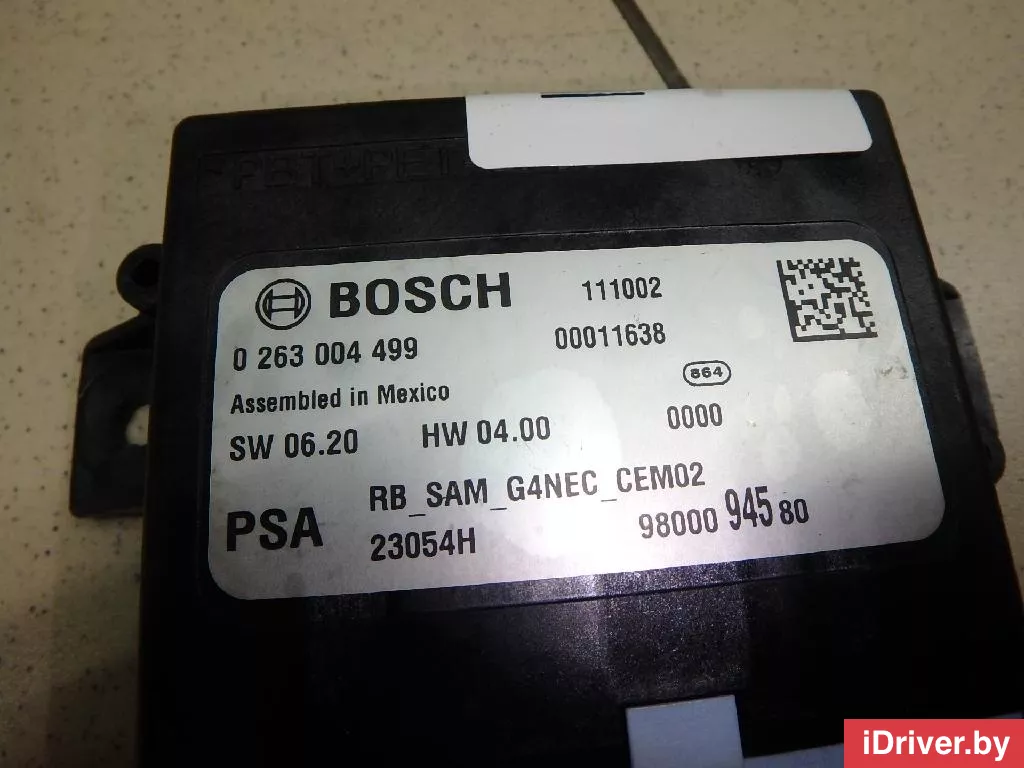 BOSCH 111002
0 263 004 499 00011638
Assembled in Mexico 864
SW 06.20 HW 04.00 0000
RB_SAM_G4NEC_CEM02
PSA 23054H 98000 945 80
iDriver.by